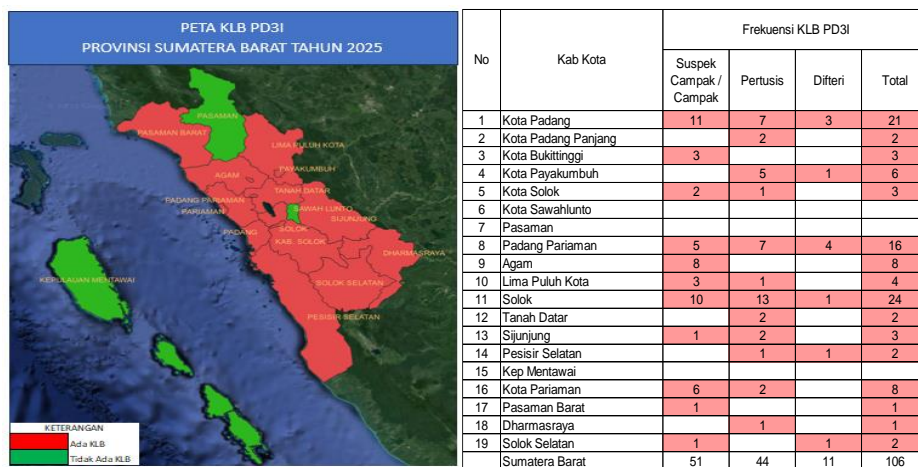 PETA KLB PD3I
PROVINSI SUMATERA BARAT TAHUN 2025
PASAMAN
PASAMAN BARAT
LIMA PULUH KOTA
PAYAKUMBUH
AGAM
TANAH DATAR
PADANG PARIAMAN
PARIAMAN
SAWAH LUNTO
SIJUNJUNG
SOLOK
PADANG
KAB. SOLOK
DHARMASRAYA
KEPULAUAN MENTAWAI
SOLOK SELATAN
PESISIR SELATAN
KETERANGAN
Ada KLB
Tidak Ada KLB
No Kab Kota Frekuensi KLB PD3I
Suspek Campak / Campak Pertusis Difteri Total
1 Kota Padang 11 7 3 21
2 Kota Padang Panjang 2 2
3 Kota Bukittinggi 3 3
4 Kota Payakumbuh 5 1 6
5 Kota Solok 2 1 3
6 Kota Sawahlunto
7 Pasaman
8 Padang Pariaman 5 7 4 16
9 Agam 8 8
10 Lima Puluh Kota 3 1 4
11 Solok 10 13 1 24
12 Tanah Datar 2 2
13 Sijunjung 1 2 3
14 Pesisir Selatan 1 1 2
15 Kep Mentawai
16 Kota Pariaman 6 2 8
17 Pasaman Barat 1 1
18 Dharmasraya 1 1
19 Solok Selatan 1 1 2
Sumatera Barat 51 44 11 106